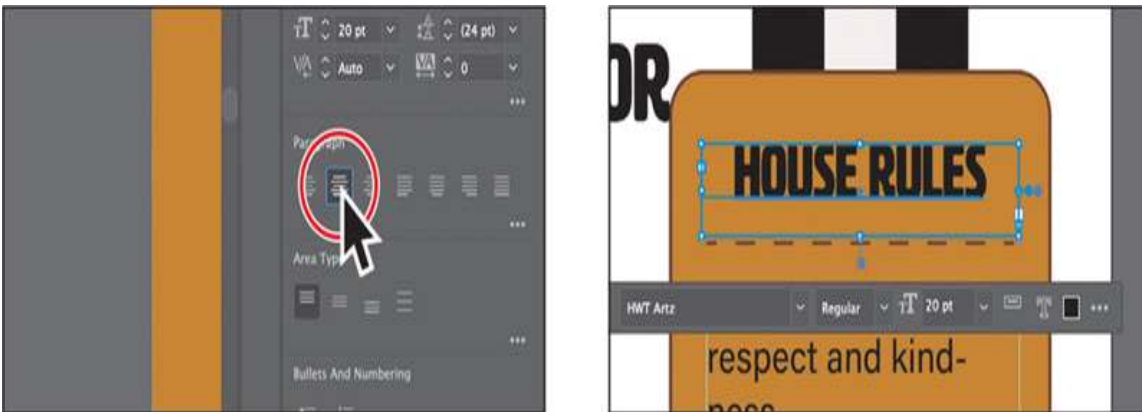 20 pt (24 pt)
Auto 0
Paragraph
Area Type
Bullets And Numbering
OR
HOUSE RULES
HWT Artz Regular 20 pt
respect and kind-
ness